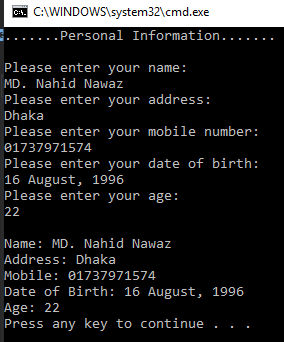 C:\WINDOWS\system32\cmd.exe
.......Personal Information.......
Please enter your name:
MD. Nahid Nawaz
Please enter your address:
Dhaka
Please enter your mobile number:
01737971574
Please enter your date of birth:
16 August, 1996
Please enter your age:
22
Name: MD. Nahid Nawaz
Address: Dhaka
Mobile: 01737971574
Date of Birth: 16 August, 1996
Age: 22
Press any key to continue . . .